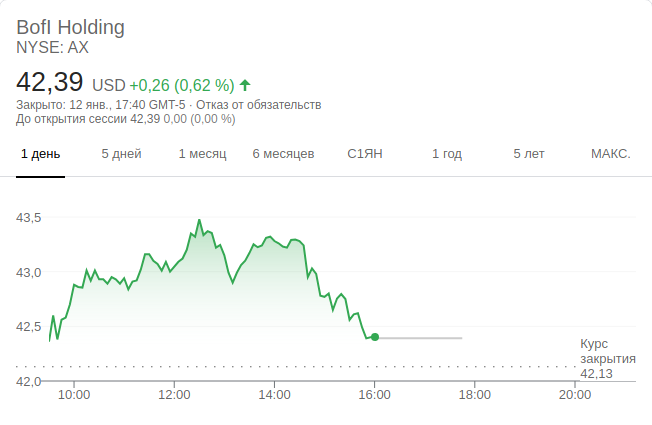 BofI Holding
NYSE: AX
42,39 USD +0,26 (0,62 %)
Закрыто: 12 янв., 17:40 GMT-5 · Отказ от обязательств
До открытия сессии 42,39 0,00 (0,00 %)
1 день 5 дней 1 месяц 6 месяцев С1ЯН 1 год 5 лет МАКС.
43,5
43,0
42,5
Курс
закрытия
42,13
42,0
10:00 12:00 14:00 16:00 18:00 20:00